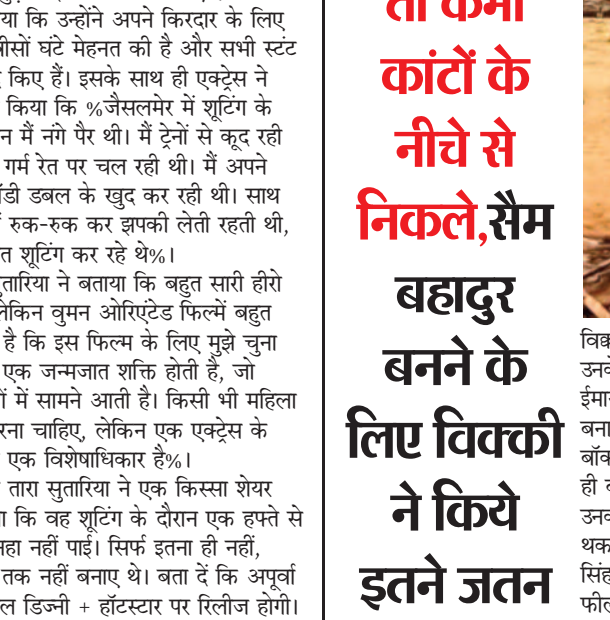 कि उन्होंने अपने किरदार के लिए
घंटे मेहनत की है और सभी स्टंट
किए हैं। इसके साथ ही एक्ट्रेस ने
किया कि %जैसलमेर में शूटिंग के
मैं नंगे पैर थी। मैं ट्रेनों से कूद रही
गर्म रेत पर चल रही थी। मैं अपने
डबल के खुद कर रही थी। साथ
रुक-रुक कर झपकी लेती रहती थी,
शूटिंग कर रहे थे%।
ने बताया कि बहुत सारी हीरो
वुमन ओरिएंटेड फिल्में बहुत
है कि इस फिल्म के लिए मुझे चुना
एक जन्मजात शक्ति होती है, जो
में सामने आती है। किसी भी महिला
चाहिए, लेकिन एक एक्ट्रेस के
एक विशेषाधिकार है%।
तारा सुतारिया ने एक किस्सा शेयर
कि वह शूटिंग के दौरान एक हफ्ते से
नहीं पाई। सिर्फ इतना ही नहीं,
तक नहीं बनाए थे। बता दें कि अपूर्वा
डिज्नी + हॉटस्टार पर रिलीज होगी।
तो कभी
कांटों के
नीचे से
निकले,सैम
बहादुर
बनने के
लिए विक्की
ने किये
इतने जतन
ही